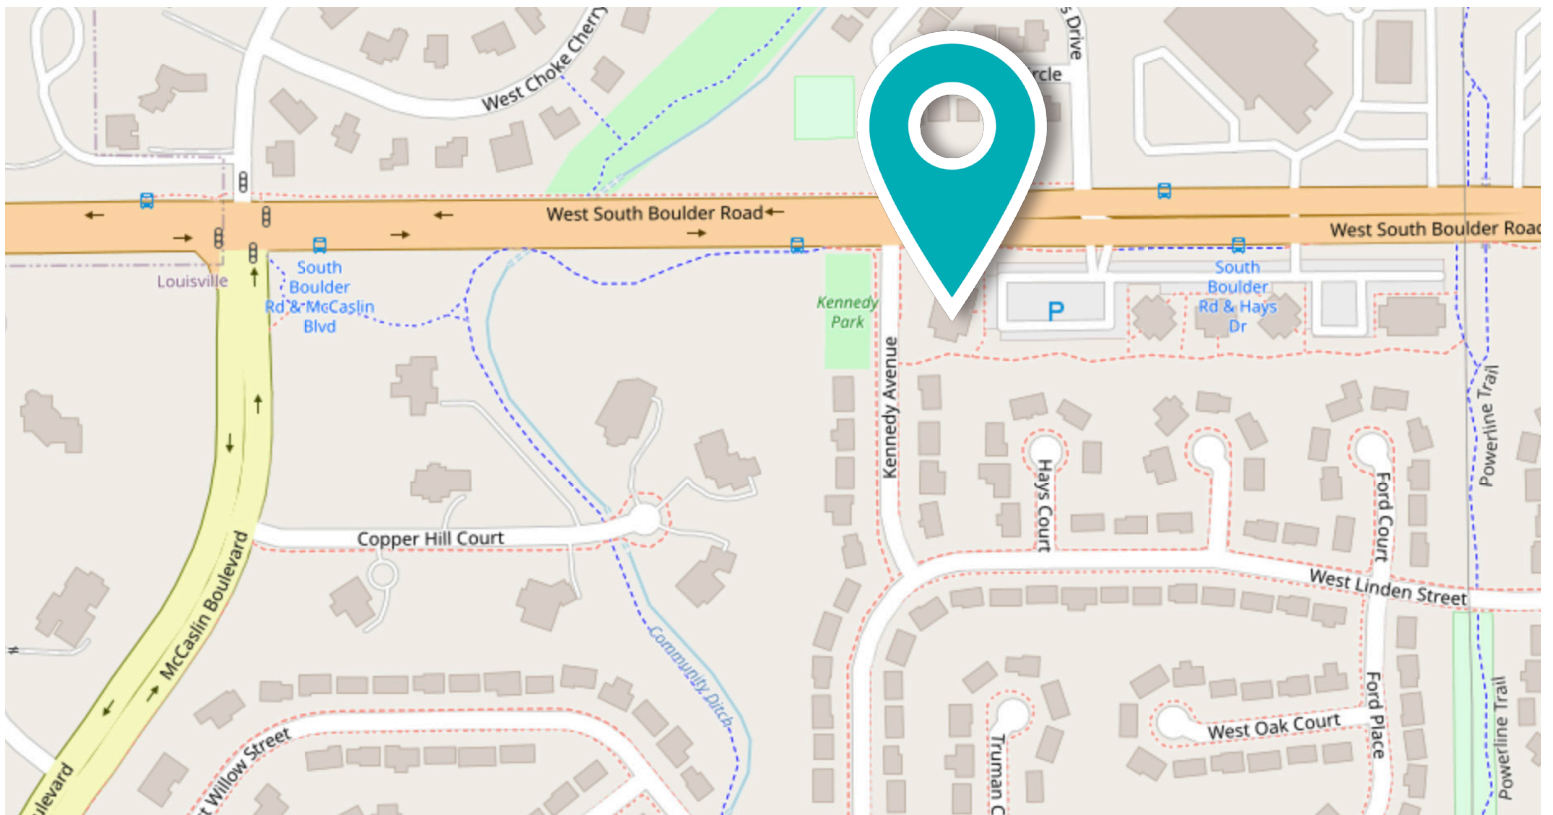 West Choke Cherry
s Drive
rcle
West South Boulder Road
West South Boulder Road
Louisville
South
Boulder
Rd & McCaslin
Blvd
South
Boulder
Rd & Hays
Dr
Kennedy
Park
P
Kennedy Avenue
Powerline Trail
Hays Court
Ford Court
Copper Hill Court
West Linden Street
McCaslin Boulevard
Community Ditch
Ford Place
West Oak Court
Powerline Trail
Truman C
t Willow Street
ulevard